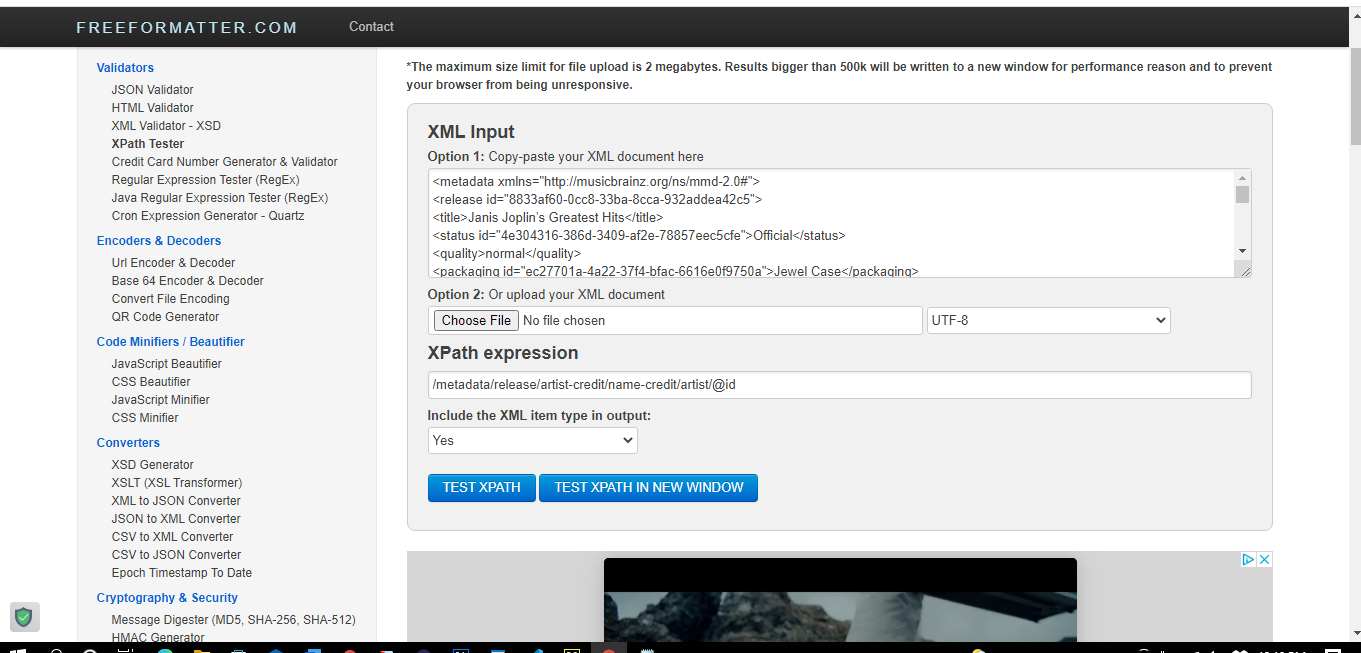 FREEFORMATTER.COM
Contact
Validators
JSON Validator
HTML Validator
XML Validator - XSD
XPath Tester
Credit Card Number Generator & Validator
Regular Expression Tester (RegEx)
Java Regular Expression Tester (RegEx)
Cron Expression Generator - Quartz
Encoders & Decoders
Url Encoder & Decoder
Base 64 Encoder & Decoder
Convert File Encoding
QR Code Generator
Code Minifiers / Beautifier
JavaScript Beautifier
CSS Beautifier
JavaScript Minifier
CSS Minifier
Converters
XSD Generator
XSLT (XSL Transformer)
XML to JSON Converter
JSON to XML Converter
CSV to XML Converter
CSV to JSON Converter
Epoch Timestamp To Date
Cryptography & Security
Message Digester (MD5, SHA-256, SHA-512)
HMAC Generator
*The maximum size limit for file upload is 2 megabytes. Results bigger than 500k will be written to a new window for performance reason and to prevent
your browser from being unresponsive.
XML Input
Option 1: Copy-paste your XML document here
<metadata xmlns="http://musicbrainz.org/ns/mmd-2.0#">
<release id="8833af60-0cc8-33ba-8cca-932addea42c5">
<title>Janis Joplin’s Greatest Hits</title>
<status id="4e304316-386d-3409-af2e-78857eec5cfe">Official</status>
<quality>normal</quality>
<packaging id="ec27701a-4a22-37f4-bfac-6616e0f9750a">Jewel Case</packaging>
Option 2: Or upload your XML document
Choose File No file chosen
UTF-8
XPath expression
/metadata/release/artist-credit/name-credit/artist/@id
Include the XML item type in output:
Yes
TEST XPATH
TEST XPATH IN NEW WINDOW